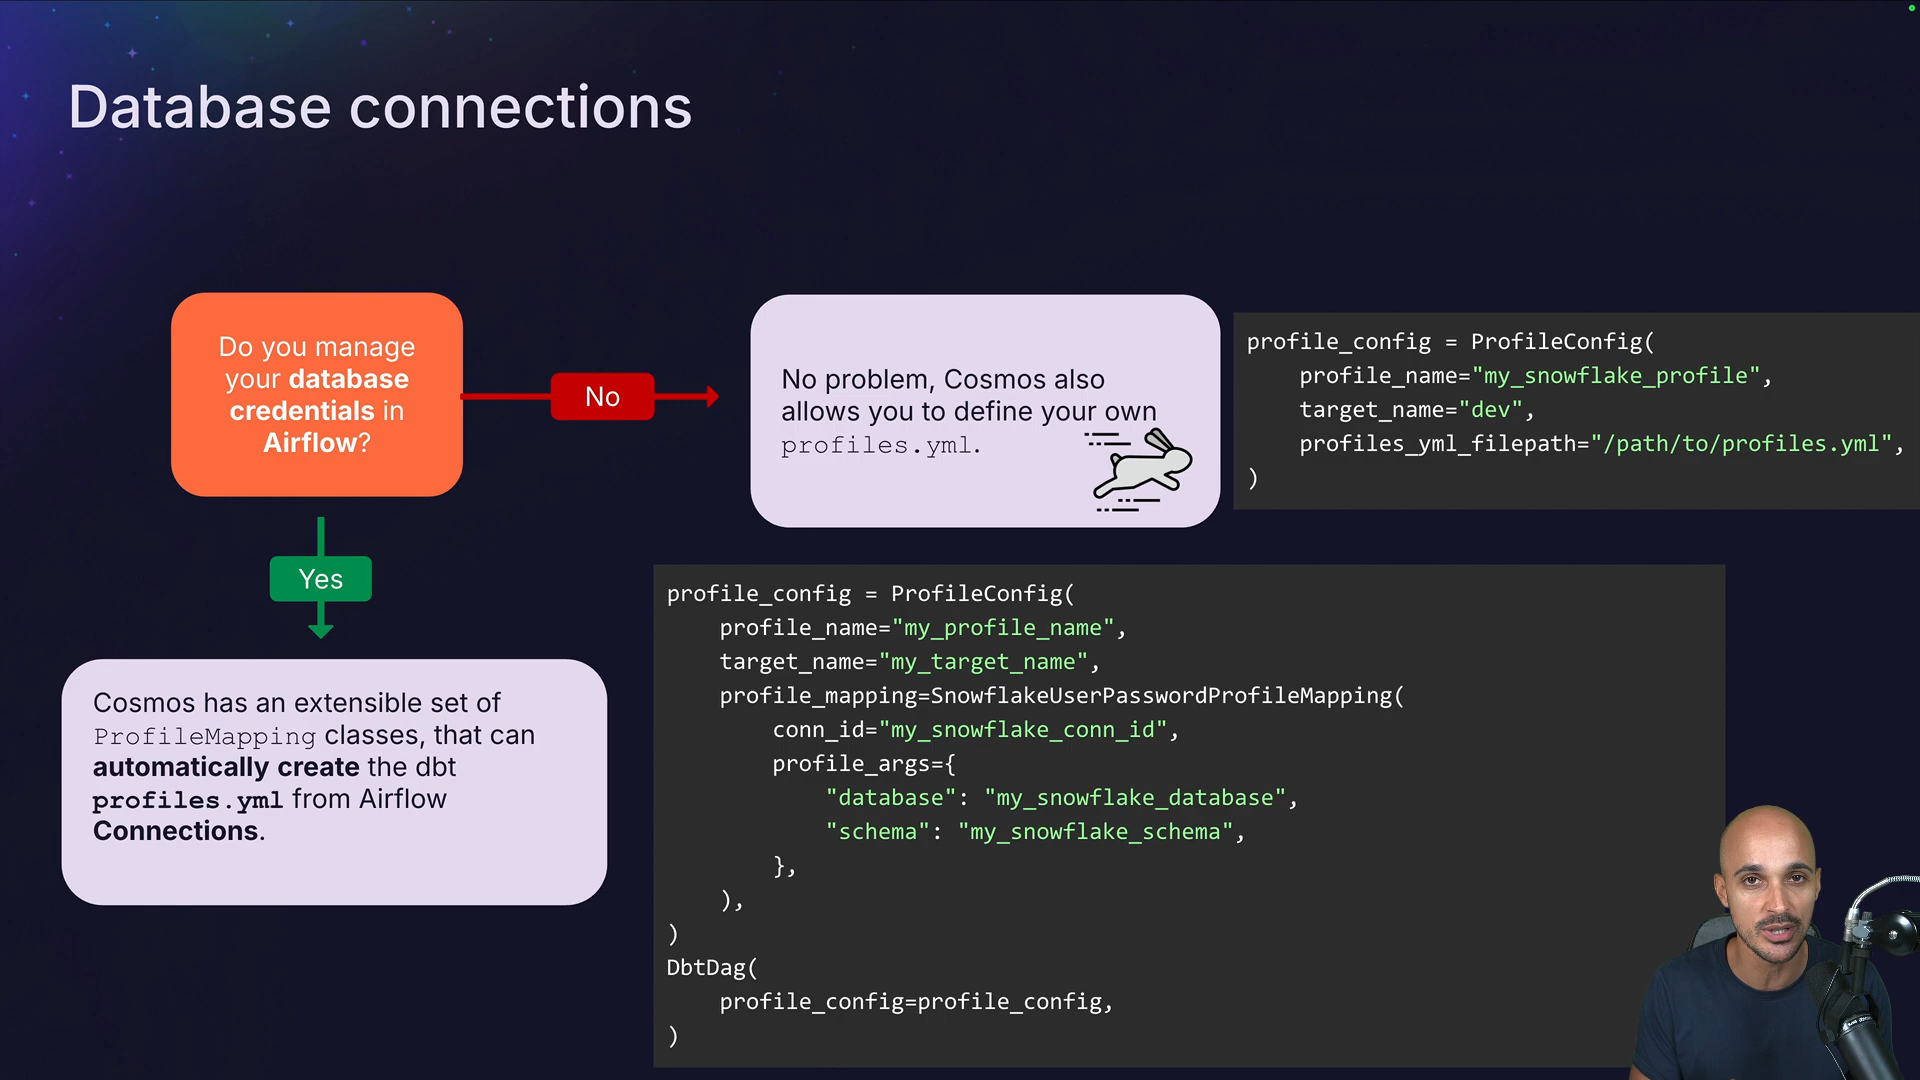 Database connections
Do you manage
your database
credentials in
Airflow?
No
No problem, Cosmos also
allows you to define your own
profiles.yml.
profile_config = ProfileConfig(
    profile_name="my_snowflake_profile",
    target_name="dev",
    profiles_yml_filepath="/path/to/profiles.yml",
)
Yes
Cosmos has an extensible set of
ProfileMapping classes, that can
automatically create the dbt
profiles.yml from Airflow
Connections.
profile_config = ProfileConfig(
    profile_name="my_profile_name",
    target_name="my_target_name",
    profile_mapping=SnowflakeUserPasswordProfileMapping(
        conn_id="my_snowflake_conn_id",
        profile_args={
            "database": "my_snowflake_database",
            "schema": "my_snowflake_schema",
        },
    ),
)
DbtDag(
    profile_config=profile_config,
)